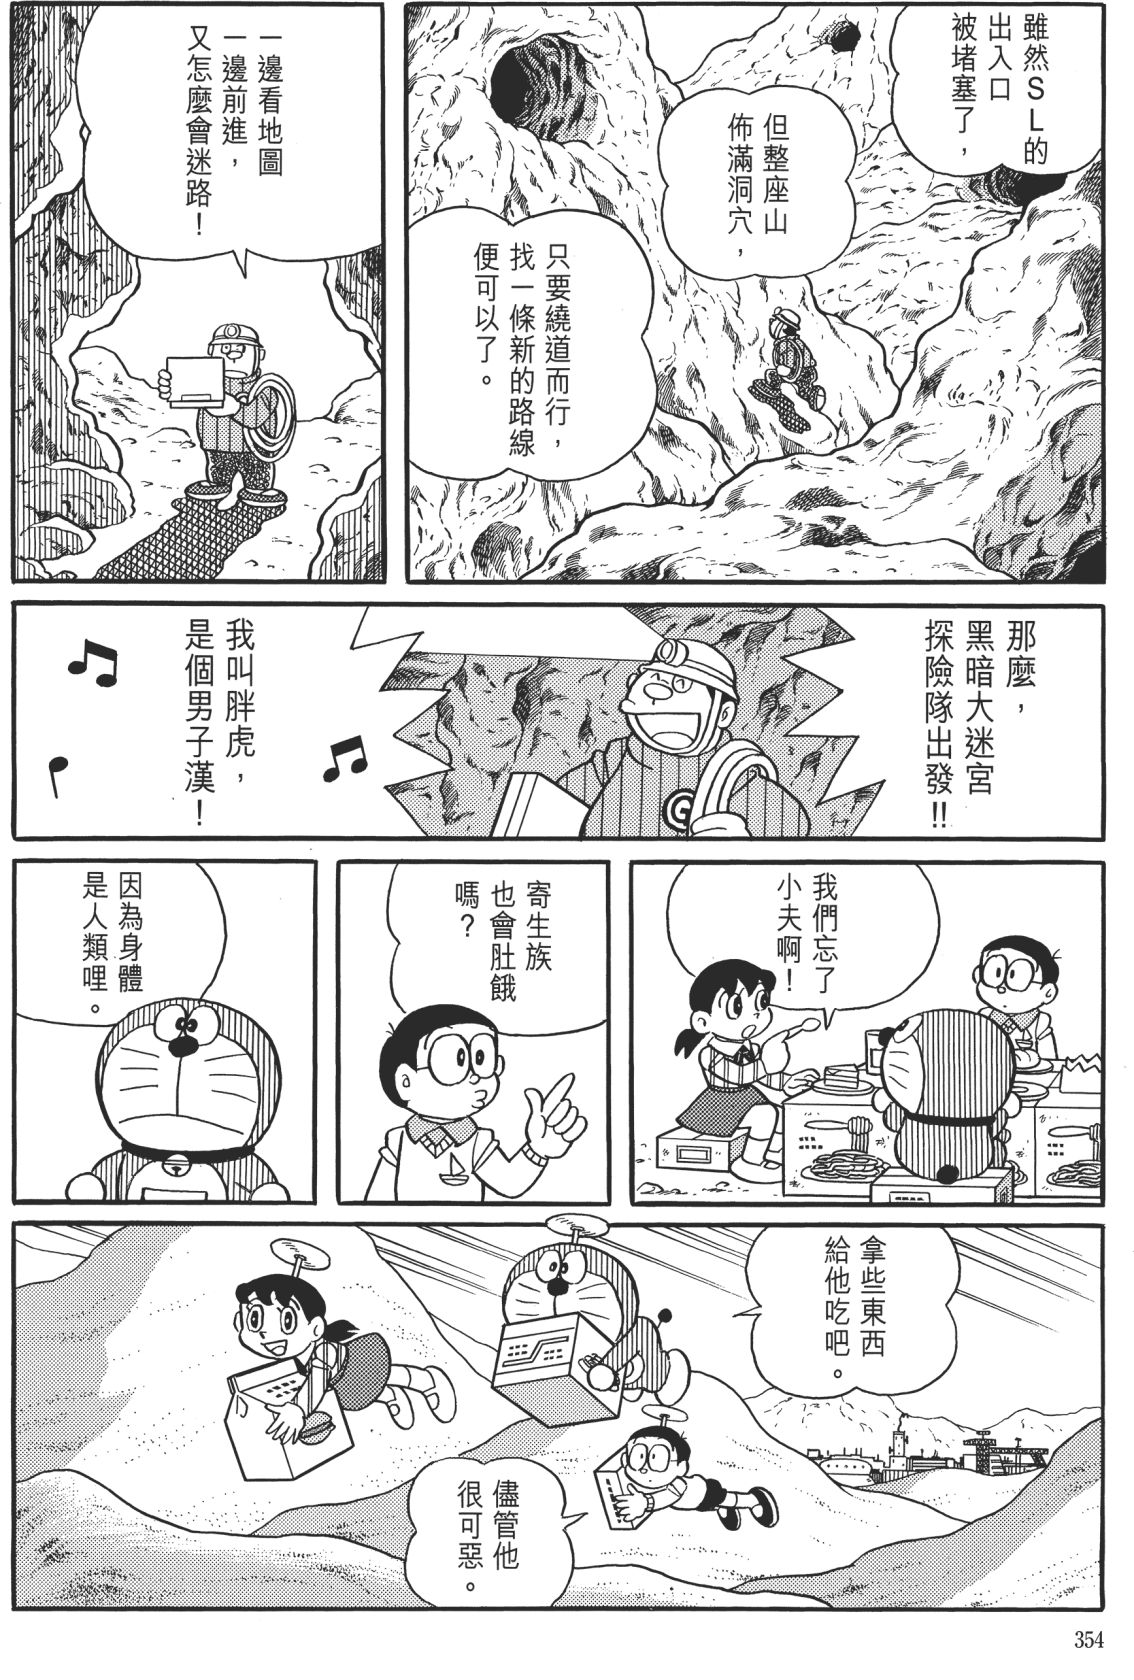 雖然SL的
出入口
被堵塞了，
但整座山
佈滿洞穴，
只要繞道而行，
找一條新的路線
便可以了。
一邊看地圖
一邊前進，
又怎麼會迷路！
那麼，
黑暗大迷宮
探險隊出發!!
我叫胖虎，
是個男子漢！
G
我們忘了
小夫啊！
寄生族
也會肚餓
嗎？
因為身體
是人類哩。
拿些東西
給他吃吧。
儘管他
很可惡。
354